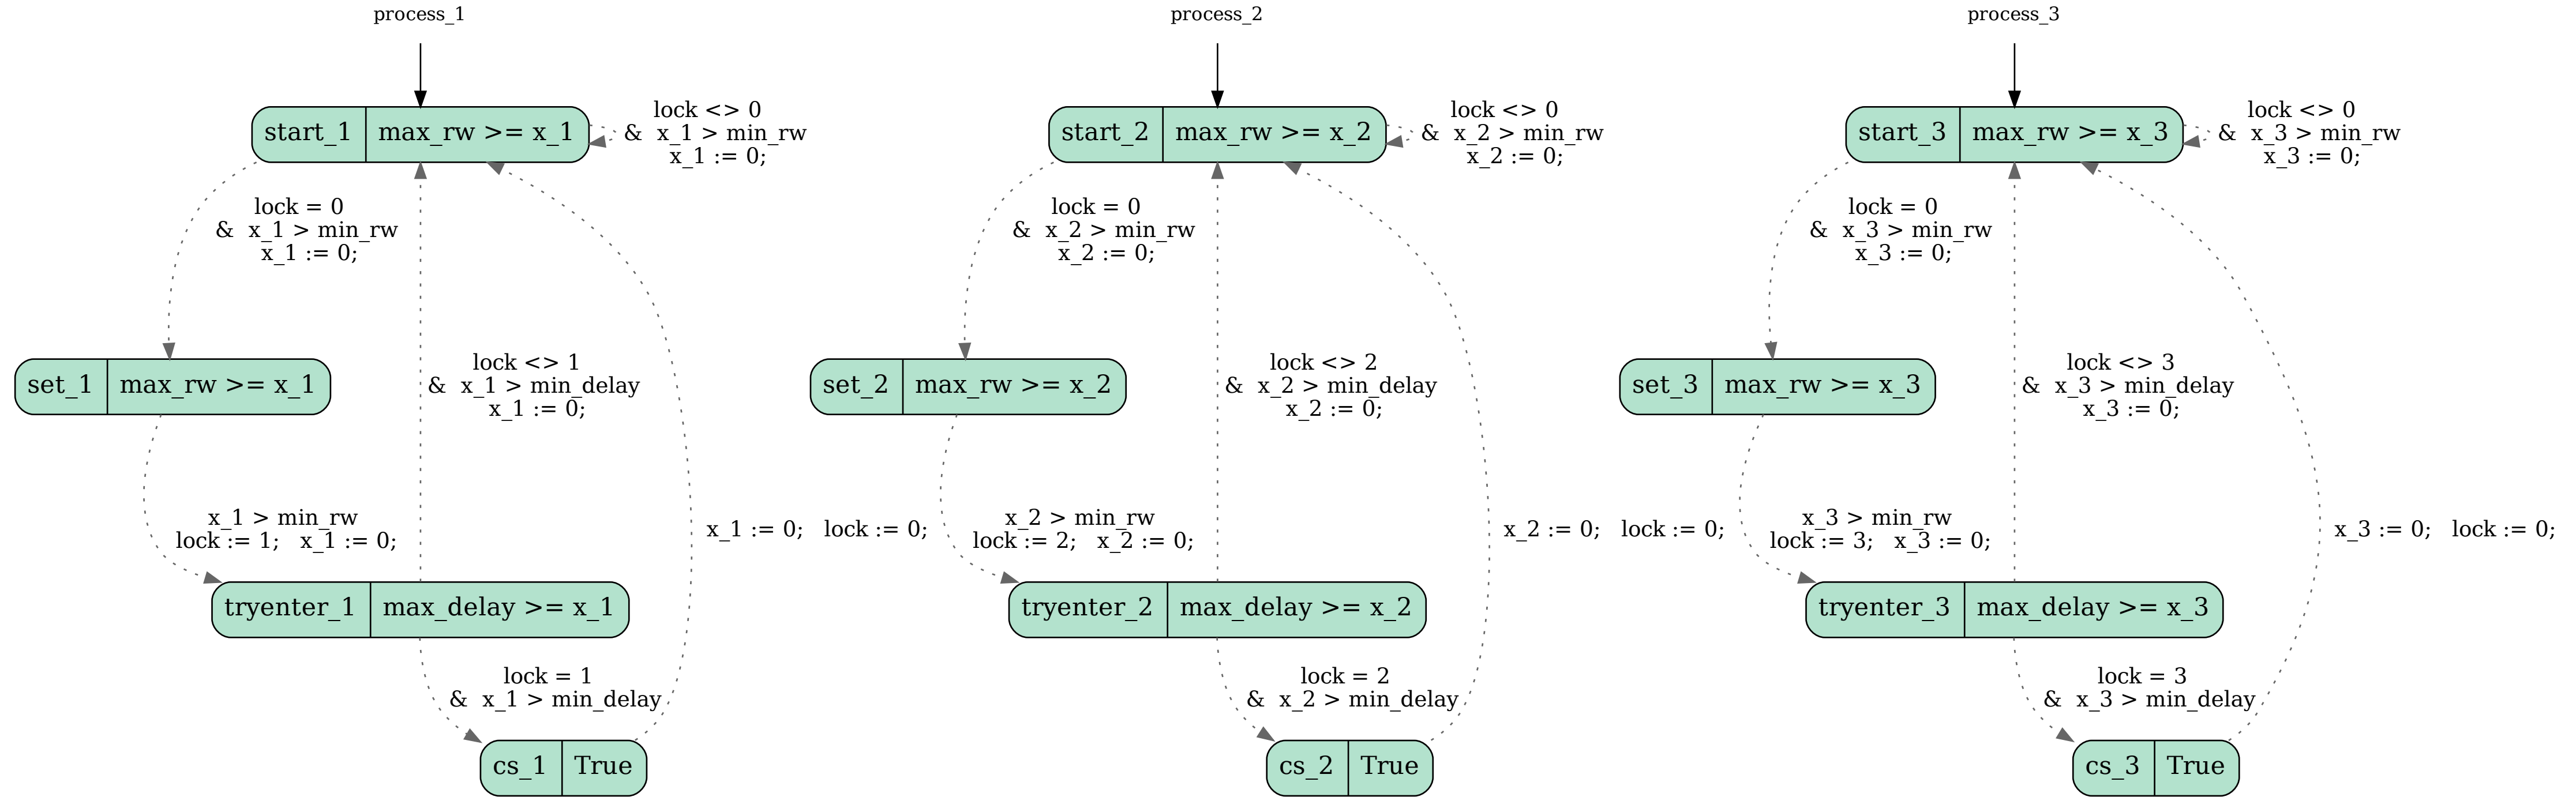 process_1
start_1 max_rw >= x_1
lock <> 0
& x_1 > min_rw
x_1 := 0;
lock = 0
& x_1 > min_rw
x_1 := 0;
set_1 max_rw >= x_1
lock <> 1
& x_1 > min_delay
x_1 := 0;
x_1 > min_rw
lock := 1; x_1 := 0;
x_1 := 0; lock := 0;
tryenter_1 max_delay >= x_1
lock = 1
& x_1 > min_delay
cs_1 True
process_2
start_2 max_rw >= x_2
lock <> 0
& x_2 > min_rw
x_2 := 0;
lock = 0
& x_2 > min_rw
x_2 := 0;
set_2 max_rw >= x_2
lock <> 2
& x_2 > min_delay
x_2 := 0;
x_2 > min_rw
lock := 2; x_2 := 0;
x_2 := 0; lock := 0;
tryenter_2 max_delay >= x_2
lock = 2
& x_2 > min_delay
cs_2 True
process_3
start_3 max_rw >= x_3
lock <> 0
& x_3 > min_rw
x_3 := 0;
lock = 0
& x_3 > min_rw
x_3 := 0;
set_3 max_rw >= x_3
lock <> 3
& x_3 > min_delay
x_3 := 0;
x_3 > min_rw
lock := 3; x_3 := 0;
x_3 := 0; lock := 0;
tryenter_3 max_delay >= x_3
lock = 3
& x_3 > min_delay
cs_3 True